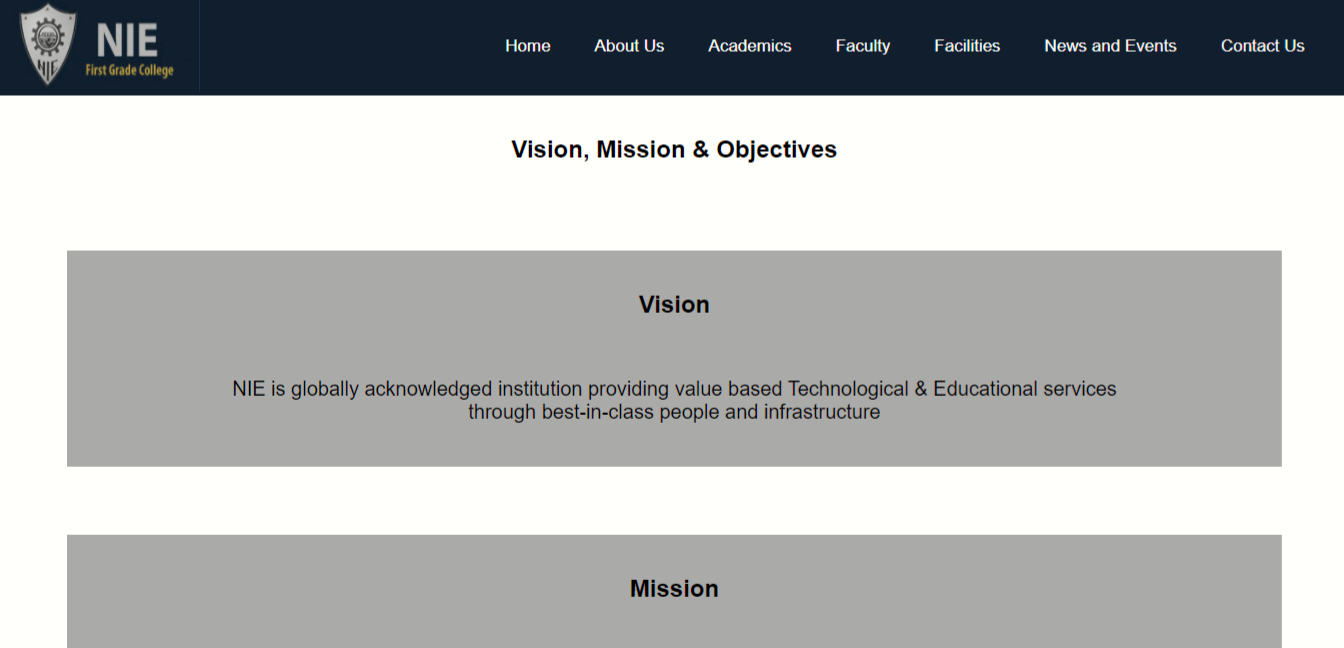 NIE
NIE
First Grade College
Home About Us Academics Faculty Facilities News and Events Contact Us
Vision, Mission & Objectives
Vision
NIE is globally acknowledged institution providing value based Technological & Educational services
through best-in-class people and infrastructure
Mission